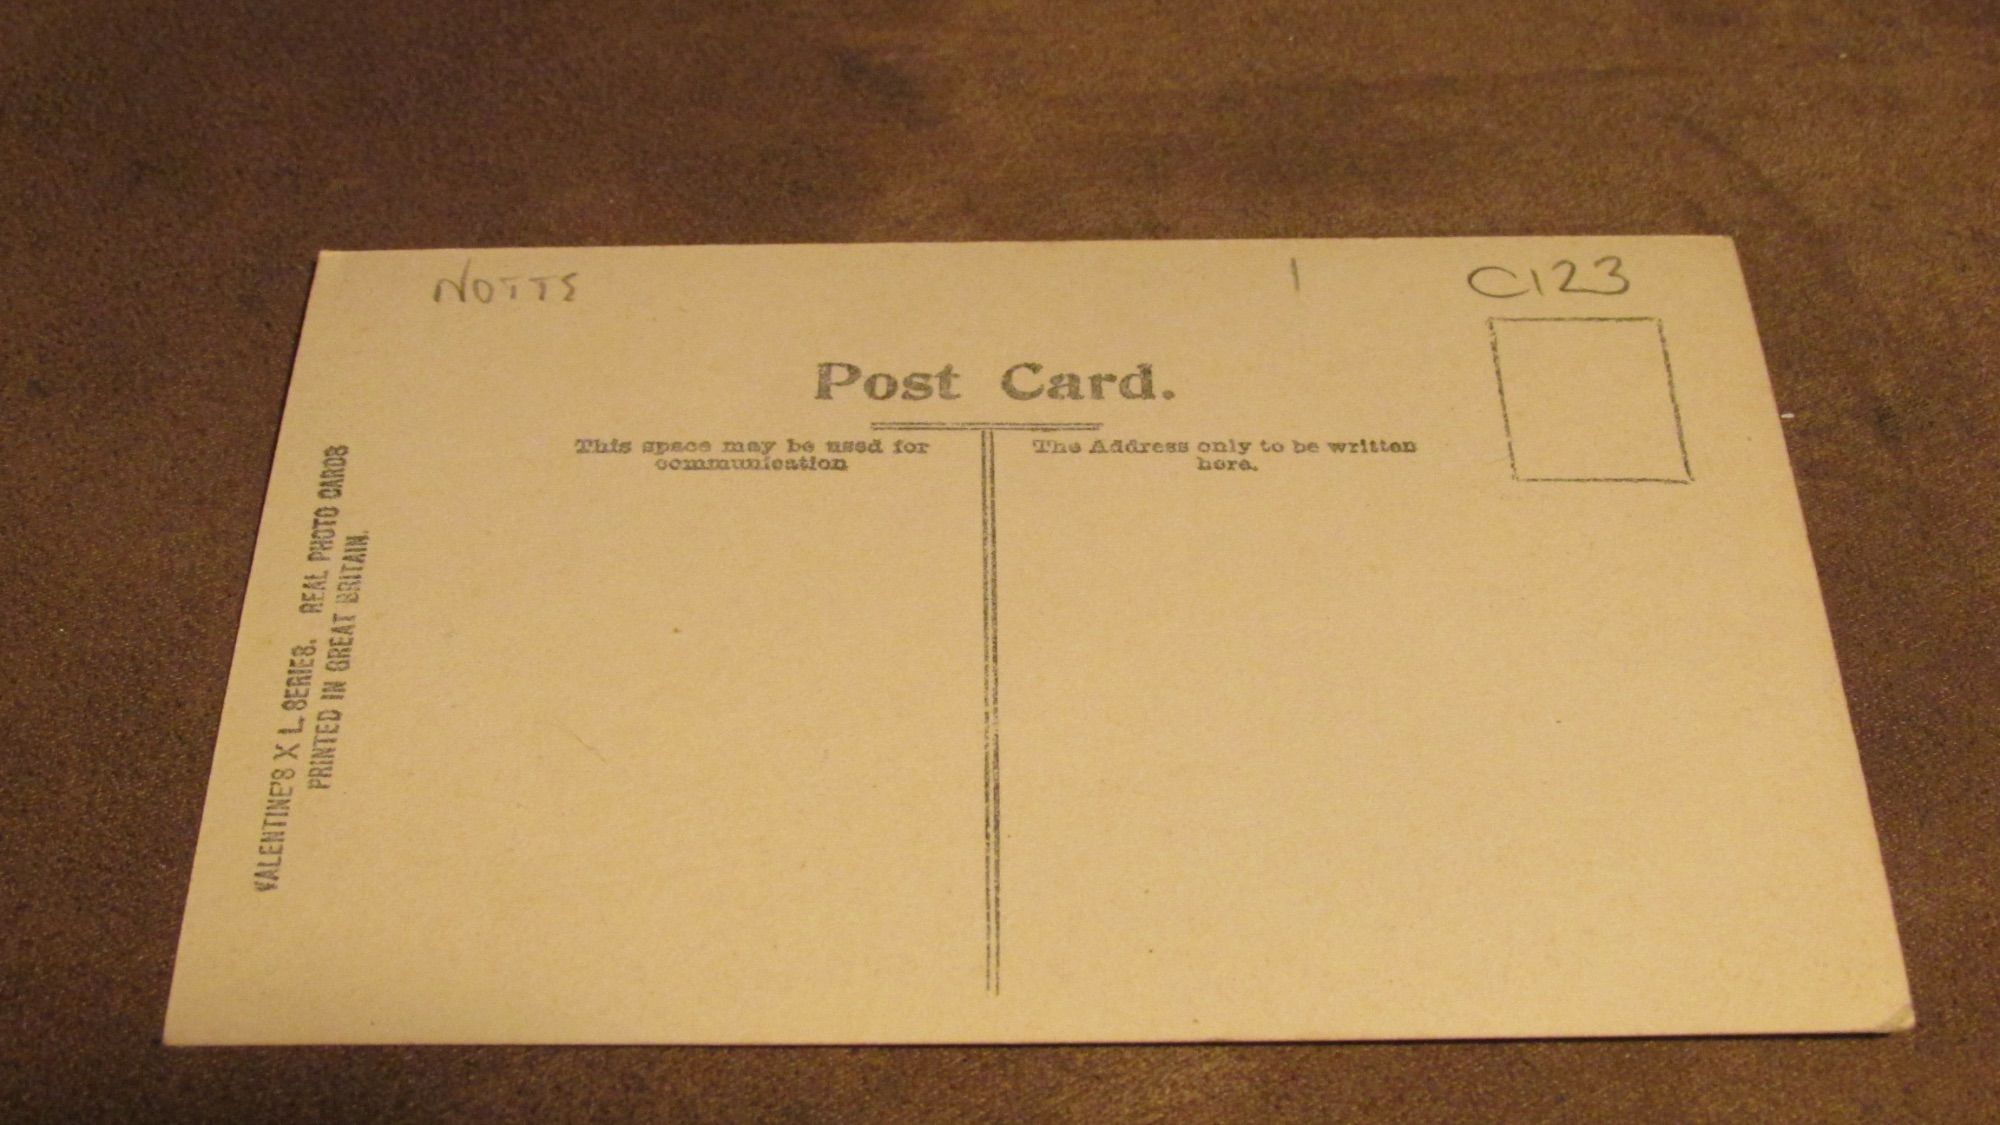 NOTTS
1
C123
Post Card.
This space may be used for
communication
The Address only to be written
here.
VALENTINE'S X L SERIES. REAL PHOTO CARDS
PRINTED IN GREAT BRITAIN.